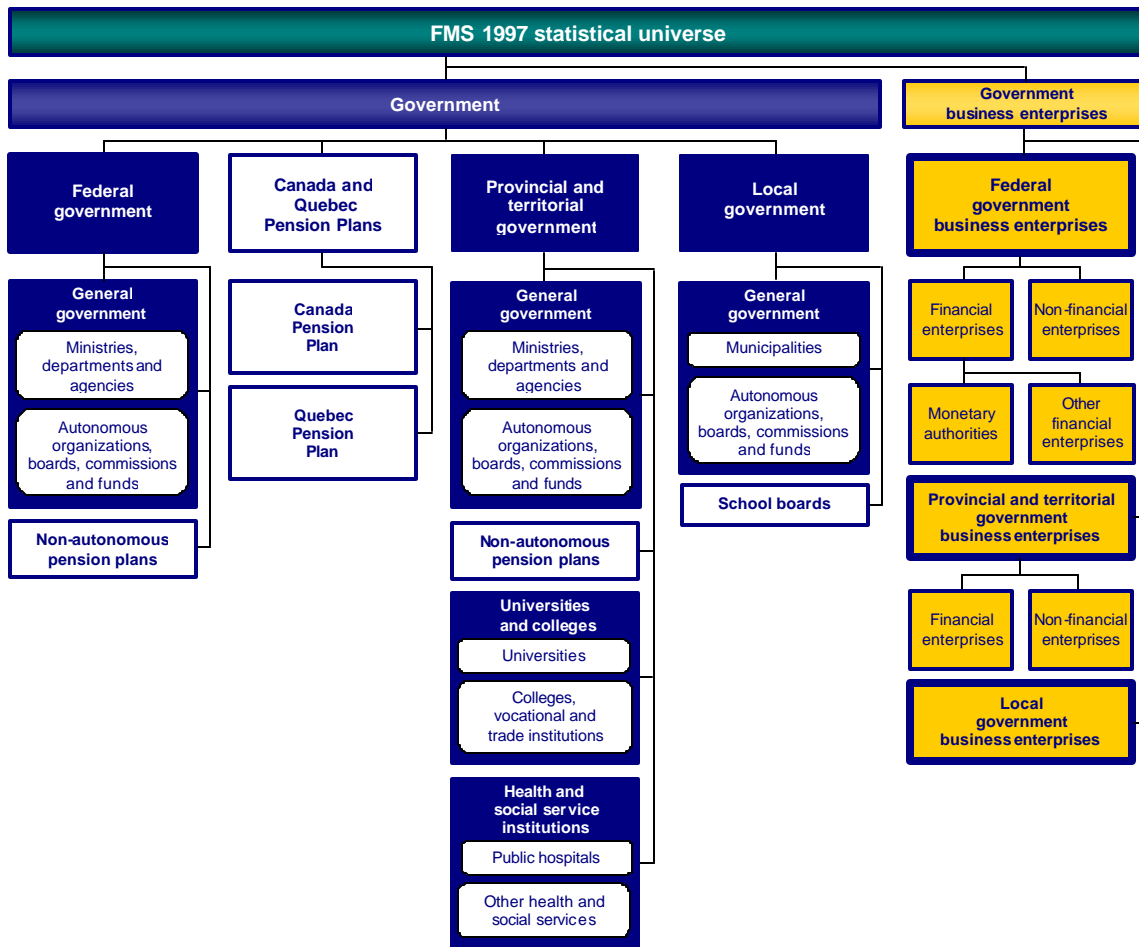 FMS 1997 statistical universe
Government
Government
business enterprises
Federal
government
Canada and
Quebec
Pension Plans
Provincial and
territorial
government
Local
government
Federal
government
business enterprises
General
government
Ministries,
departments and
agencies
Autonomous
organizations,
boards, commissions
and funds
Non-autonomous
pension plans
Canada
Pension
Plan
Quebec
Pension
Plan
General
government
Ministries,
departments and
agencies
Autonomous
organizations,
boards, commissions
and funds
Non-autonomous
pension plans
Universities
and colleges
Universities
Colleges,
vocational and
trade institutions
Health and
social service
institutions
Public hospitals
Other health and
social services
General
government
Municipalities
Autonomous
organizations,
boards, commissions
and funds
School boards
Financial
enterprises
Non-financial
enterprises
Monetary
authorities
Other
financial
enterprises
Provincial and territorial
government
business enterprises
Financial
enterprises
Non-financial
enterprises
Local
government
business enterprises